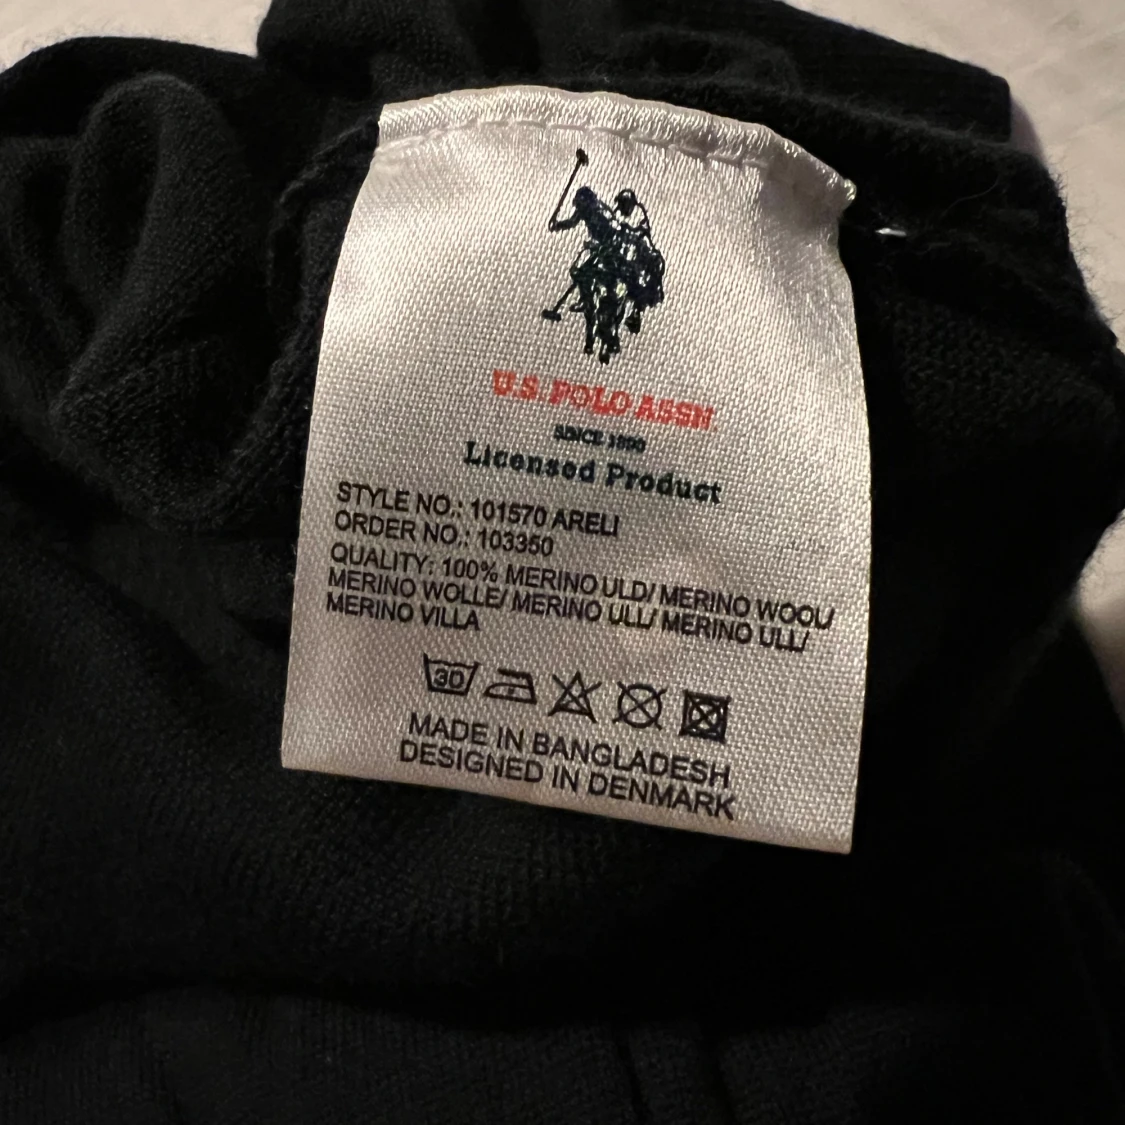 U.S. POLO ASSN.
SINCE 1890
Licensed Product
STYLE NO.: 101570 ARELI
ORDER NO.: 103350
QUALITY: 100% MERINO ULD/ MERINO WOOL/
MERINO WOLLE/ MERINO ULL/ MERINO ULL/
MERINO VILLA
30
MADE IN BANGLADESH
DESIGNED IN DENMARK